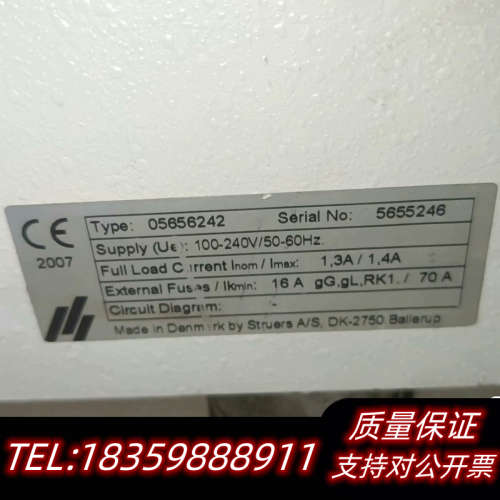 CE
2007
Type: 05656242 Serial No: 5655246
Supply (Ue): 100-240V/50-60Hz.
Full Load Current Inom / Imax: 1,3A / 1,4A
External Fuses / Ikmin: 16 A gG,gL,RK1. / 70 A
Circuit Diagram:
Made in Denmark by Struers A/S, DK-2750 Ballerup
TEL:18359888911
质量保证
支持对公开票